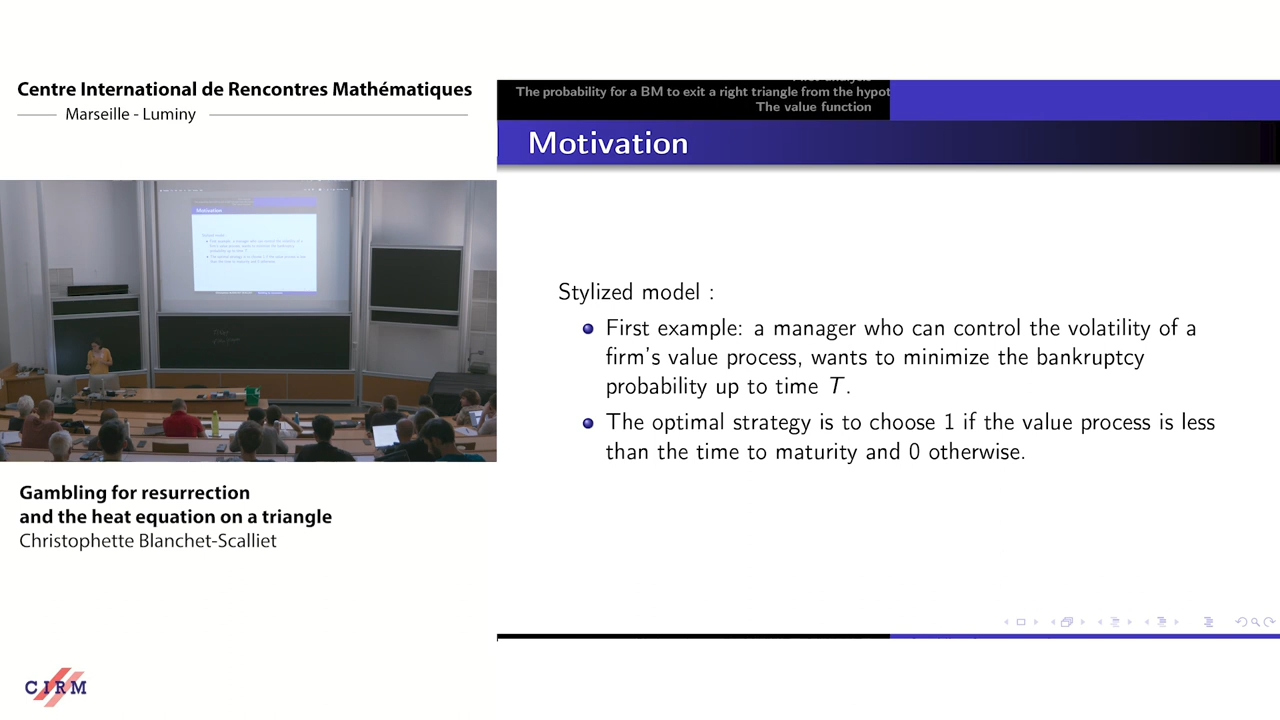 Centre International de Rencontres Mathématiques
Marseille - Luminy
The probability for a BM to exit a right triangle from the hypot
The value function
Motivation
Stylized model :
First example: a manager who can control the volatility of a
firm's value process, wants to minimize the bankruptcy
probability up to time T.
The optimal strategy is to choose 1 if the value process is less
than the time to maturity and 0 otherwise.
Motivation
Gambling for resurrection
and the heat equation on a triangle
Christophette Blanchet-Scalliet
CIRM